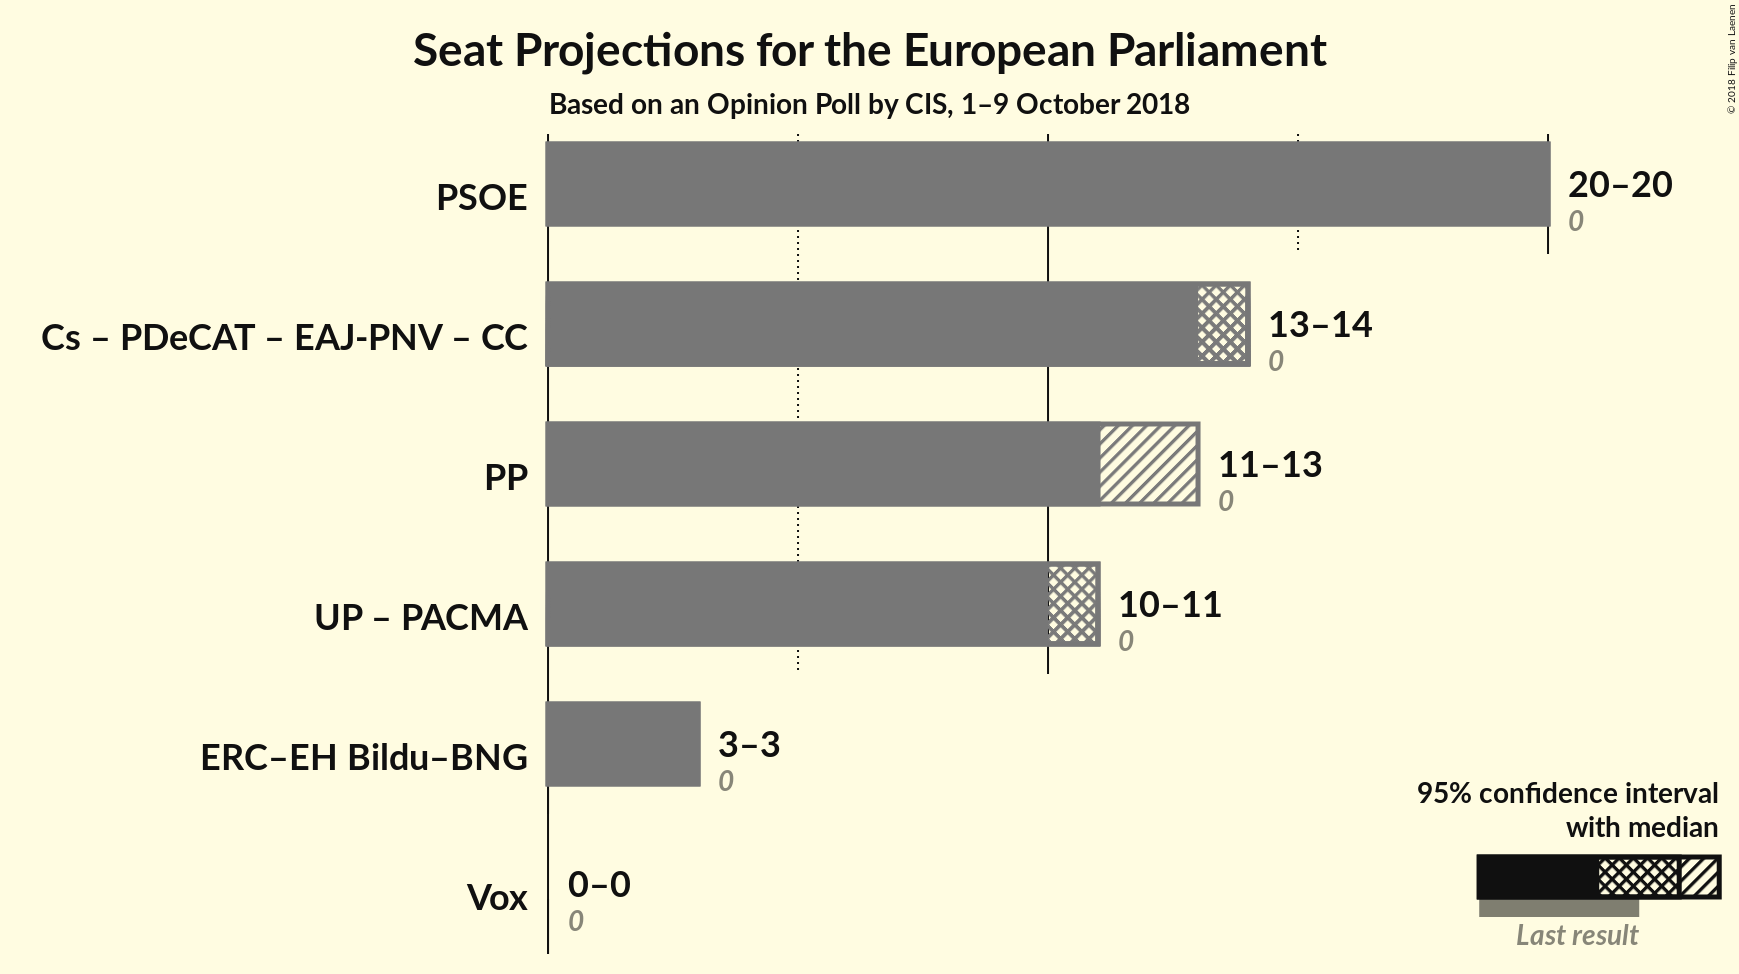 Seat Projections for the European Parliament
Based on an Opinion Poll by CIS, 1–9 October 2018
© 2018 Filip van Laenen
PSOE
20–20
0
Cs – PDeCAT – EAJ-PNV – CC
13–14
0
PP
11–13
0
UP – PACMA
10–11
0
ERC–EH Bildu–BNG
3–3
0
Vox
0–0
0
95% confidence interval
with median
Last result